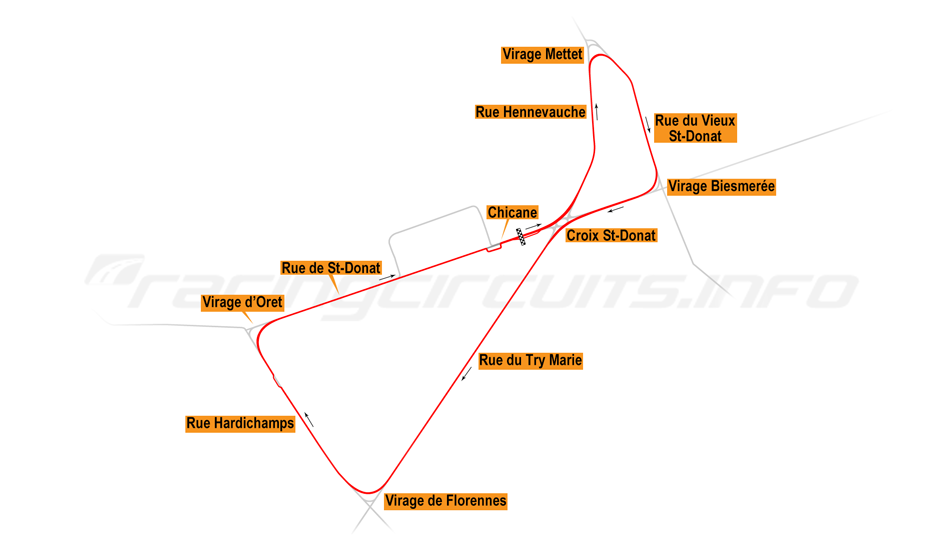 Virage Mettet
Rue Hennevauche
Rue du Vieux
St-Donat
Virage Biesmerée
Chicane
Croix St-Donat
Rue de St-Donat
racingcircuits.info
Virage d'Oret
Rue du Try Marie
Rue Hardichamps
Virage de Florennes